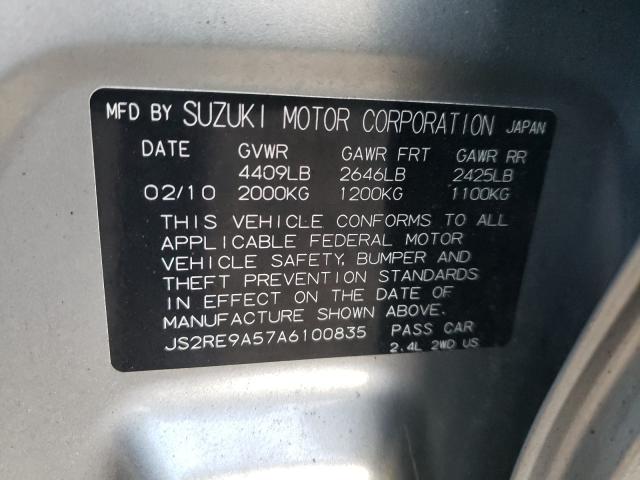 MFD BY SUZUKI MOTOR CORPORATION JAPAN
DATE GVWR GAWR FRT GAWR RR
4409LB 2646LB 2425LB
02/10 2000KG 1200KG 1100KG
THIS VEHICLE CONFORMS TO ALL
APPLICABLE FEDERAL MOTOR
VEHICLE SAFETY, BUMPER AND
THEFT PREVENTION STANDARDS
IN EFFECT ON THE DATE OF
MANUFACTURE SHOWN ABOVE.
JS2RE9A57A6100835 PASS CAR
2.4L 2WD US